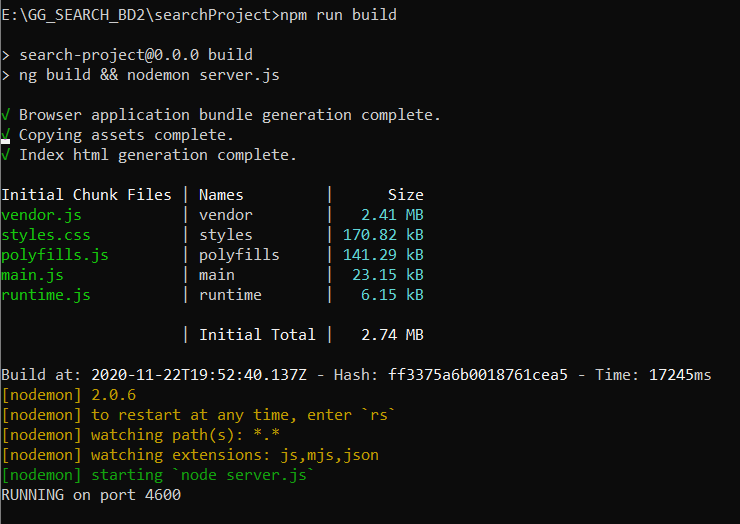 E:\GG_SEARCH_BD2\searchProject>npm run build
> search-project@0.0.0 build
> ng build && nodemon server.js
√ Browser application bundle generation complete.
√ Copying assets complete.
√ Index html generation complete.
Initial Chunk Files | Names         |      Size
vendor.js           | vendor        |   2.41 MB
styles.css          | styles        | 170.82 kB
polyfills.js        | polyfills     | 141.29 kB
main.js             | main          |  23.15 kB
runtime.js          | runtime       |   6.15 kB
                    | Initial Total |   2.74 MB
Build at: 2020-11-22T19:52:40.137Z - Hash: ff3375a6b0018761cea5 - Time: 17245ms
[nodemon] 2.0.6
[nodemon] to restart at any time, enter `rs`
[nodemon] watching path(s): *.*
[nodemon] watching extensions: js,mjs,json
[nodemon] starting `node server.js`
RUNNING on port 4600